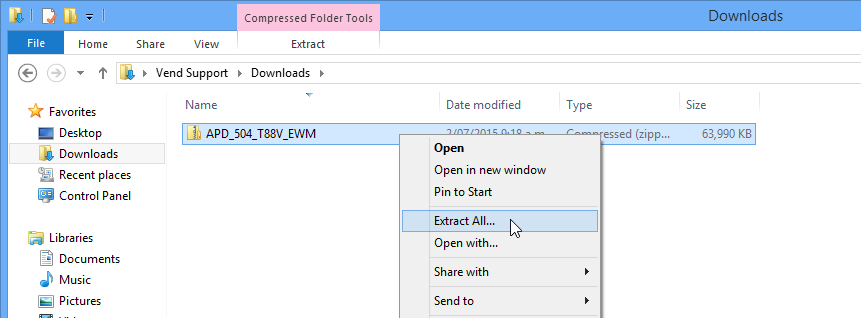 Compressed Folder Tools
Downloads
File
Home
Share
View
Extract
Vend Support
Downloads
Name
Date modified
Type
Size
Favorites
Desktop
Downloads
Recent places
Control Panel
Libraries
Documents
Music
Pictures
APD_504_T88V_EWM
2/07/2015 9:18 a.m.
Compressed (zipp...
63,990 KB
Open
Open in new window
Pin to Start
Extract All...
Open with...
Share with
Send to